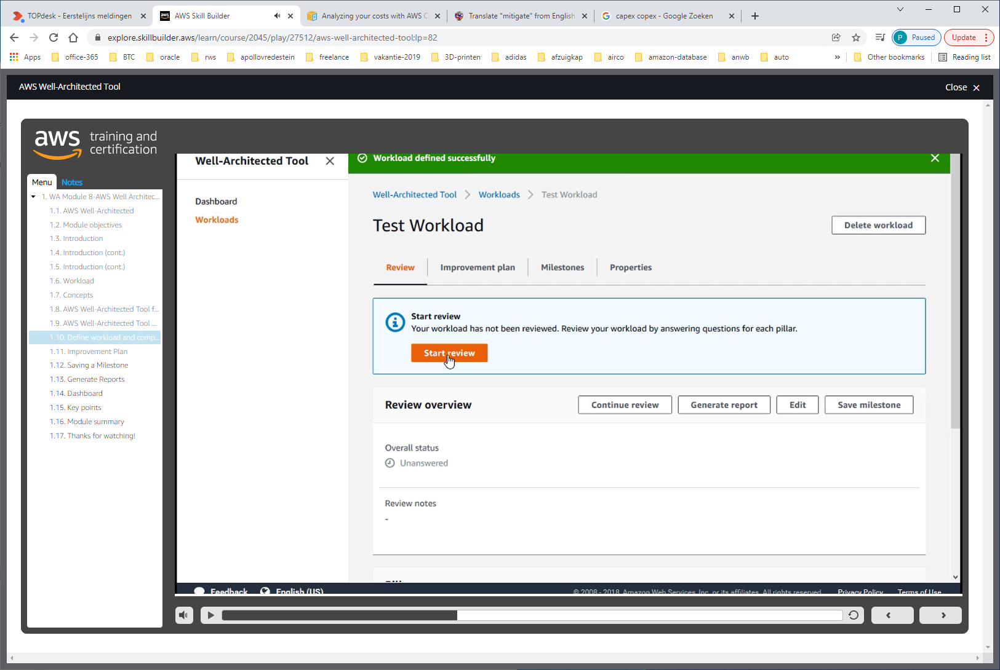 TOPdesk - Eerstelijns meldingen
AWS Skill Builder
Analyzing your costs with AWS C
Translate "mitigate" from English
capex copex - Google Zoeken
explore.skillbuilder.aws/learn/course/2045/play/27512/aws-well-architected-tool;lp=82
P Paused
Update
Apps
office-365
BTC
oracle
rws
apollovredestein
freelance
vakantie-2019
3D-printen
adidas
afzuigkap
airco
amazon-database
anwb
auto
»
Other bookmarks
Reading list
AWS Well-Architected Tool
Close
aws training and certification
Menu
Notes
1. WA Module 8-AWS Well Architec...
1.1. AWS Well-Architected
1.2. Module objectives
1.3. Introduction
1.4. Introduction (cont.)
1.5. Introduction (cont.)
1.6. Workload
1.7. Concepts
1.8. AWS Well-Architected Tool f...
1.9. AWS Well-Architected Tool ...
1.10. Define workload and comp...
1.11. Improvement Plan
1.12. Saving a Milestone
1.13. Generate Reports
1.14. Dashboard
1.15. Key points
1.16. Module summary
1.17. Thanks for watching!
Well-Architected Tool
Dashboard
Workloads
Workload defined successfully
Well-Architected Tool > Workloads > Test Workload
Test Workload
Delete workload
Review
Improvement plan
Milestones
Properties
Start review
Your workload has not been reviewed. Review your workload by answering questions for each pillar.
Start review
Review overview
Continue review
Generate report
Edit
Save milestone
Overall status
Unanswered
Review notes
-
Feedback
English (US)
© 2008 - 2018, Amazon Web Services, Inc. or its affiliates. All rights reserved.
Privacy Policy
Terms of Use